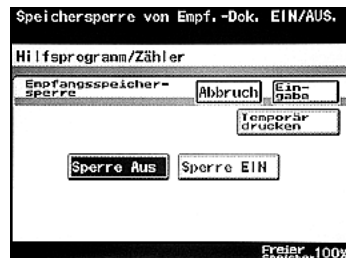 Speichersperre von Empf.-Dok. EIN/AUS.
Hilfsprogramm/Zähler
Empfangsspeicher-
sperre
Abbruch
Ein-
gabe
Temporär
drucken
Sperre Aus
Sperre EIN
Freier
Speicher 100%